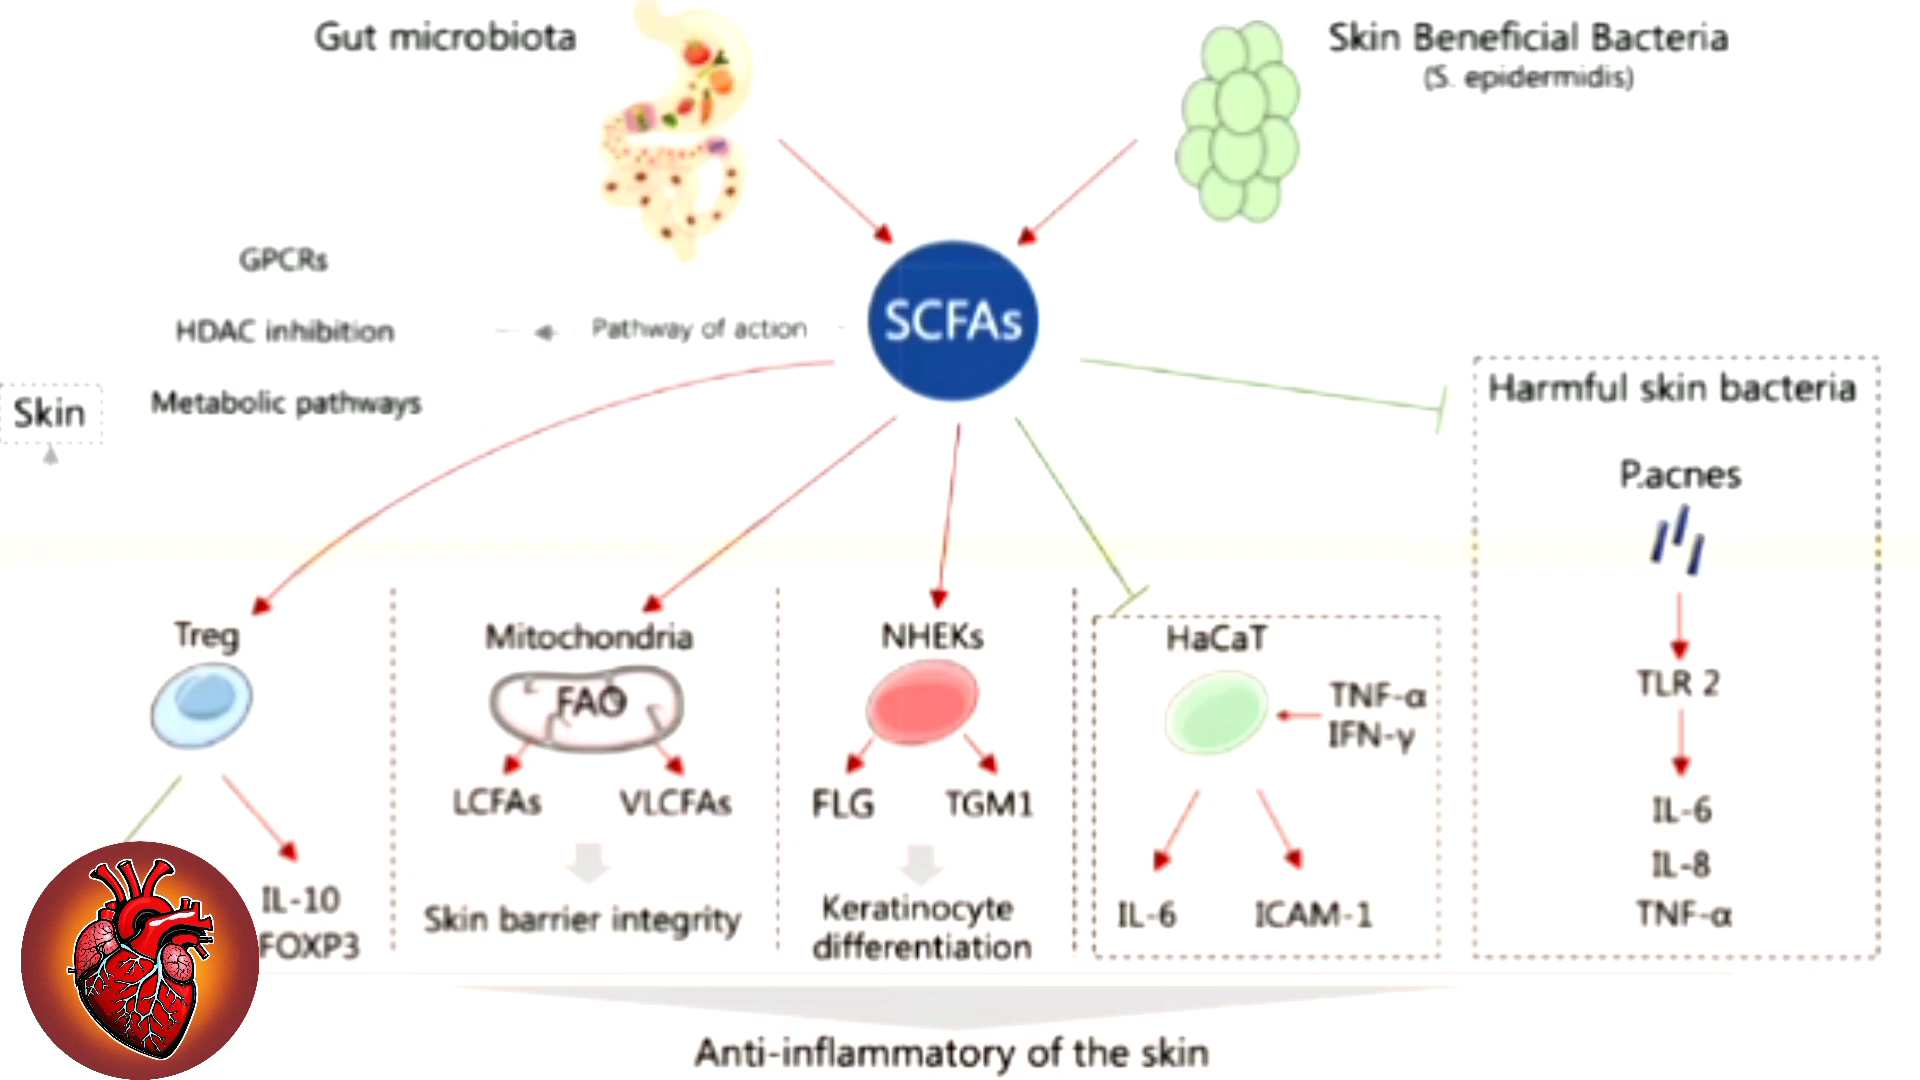 Gut microbiota
Skin Beneficial Bacteria
(S. epidermidis)
GPCRs
HDAC inhibition
Pathway of action
SCFAs
Metabolic pathways
Skin
Harmful skin bacteria
P.acnes
Treg
Mitochondria
NHEKs
HaCaT
FAO
TNF-α
IFN-γ
TLR 2
LCFAs
VLCFAs
FLG
TGM1
IL-6
IL-8
TNF-α
IL-10
FOXP3
Skin barrier integrity
Keratinocyte
differentiation
IL-6
ICAM-1
Anti-inflammatory of the skin